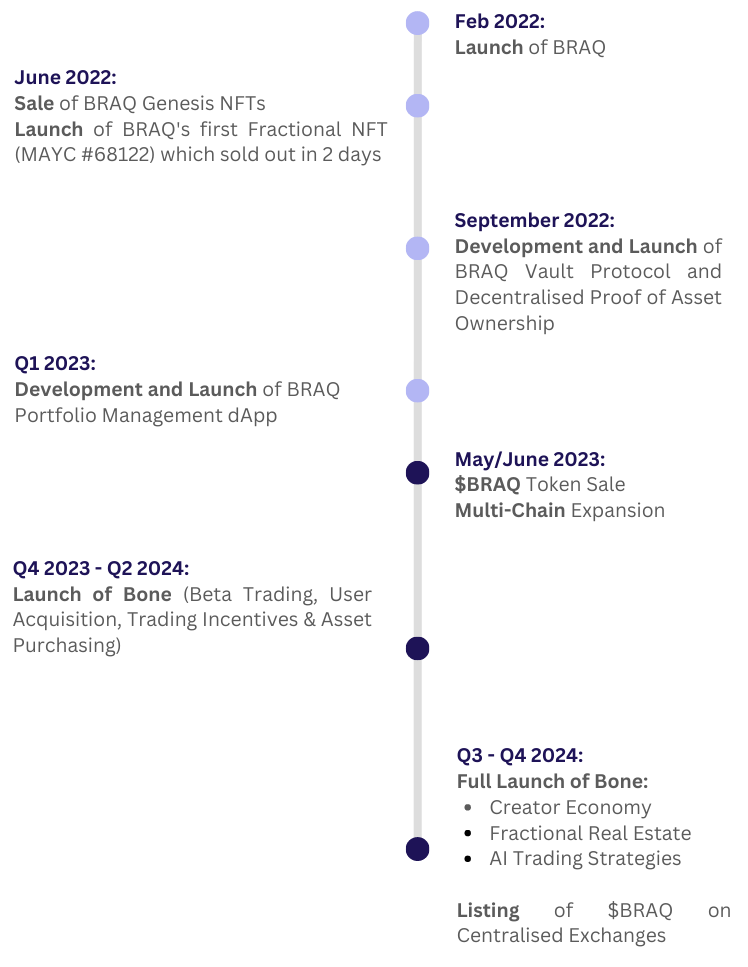 Feb 2022:
Launch of BRAQ
June 2022:
Sale of BRAQ Genesis NFTs
Launch of BRAQ's first Fractional NFT
(MAYC #68122) which sold out in 2 days
September 2022:
Development and Launch of
BRAQ Vault Protocol and
Decentralised Proof of Asset
Ownership
Q1 2023:
Development and Launch of BRAQ
Portfolio Management dApp
May/June 2023:
$BRAQ Token Sale
Multi-Chain Expansion
Q4 2023 - Q2 2024:
Launch of Bone (Beta Trading, User
Acquisition, Trading Incentives & Asset
Purchasing)
Q3 - Q4 2024:
Full Launch of Bone:
• Creator Economy
• Fractional Real Estate
• AI Trading Strategies
Listing of $BRAQ on
Centralised Exchanges